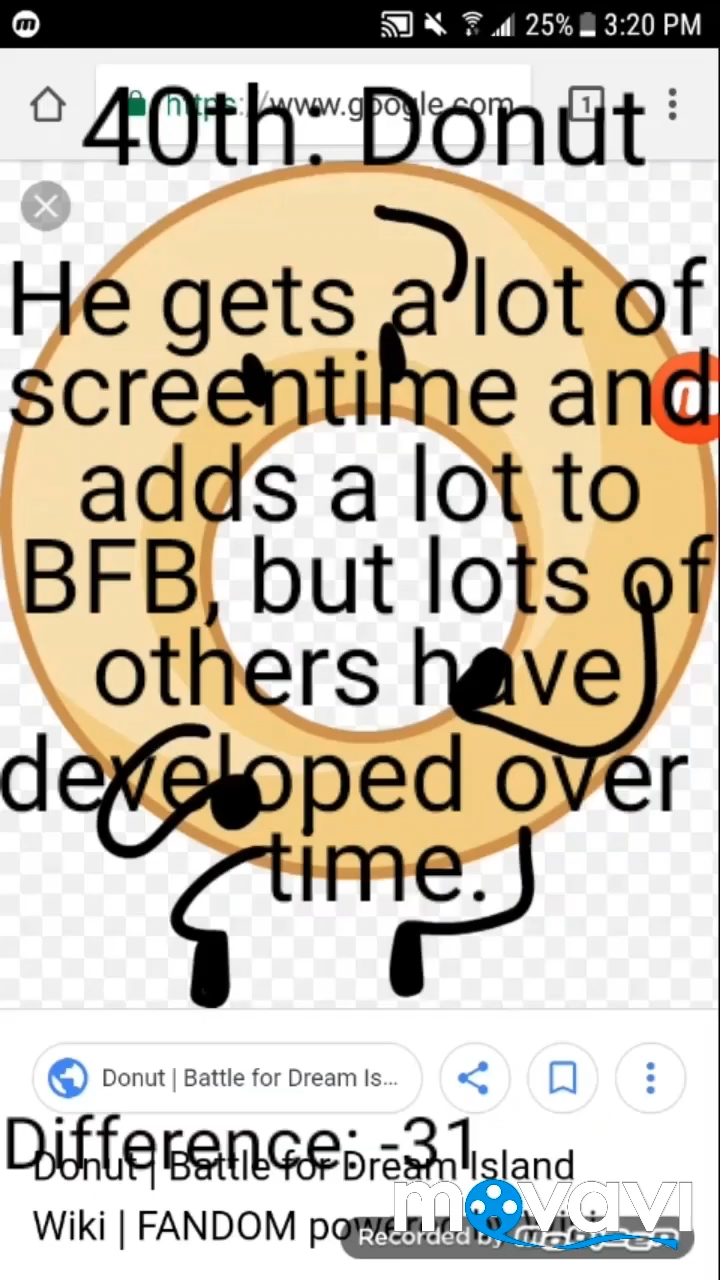 25% 3:20 PM
https://www.google.com
1
40th: Donut
He gets a lot of
screentime and
adds a lot to
BFB, but lots of
others have
developed over
time.
Donut | Battle for Dream Is...
Difference: -31
Donut | Battle for Dream Island
Wiki | FANDOM powered
movavi
Recorded by